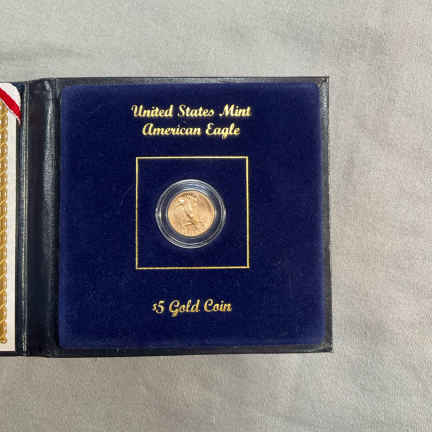 United States Mint
American Eagle
$5 Gold Coin